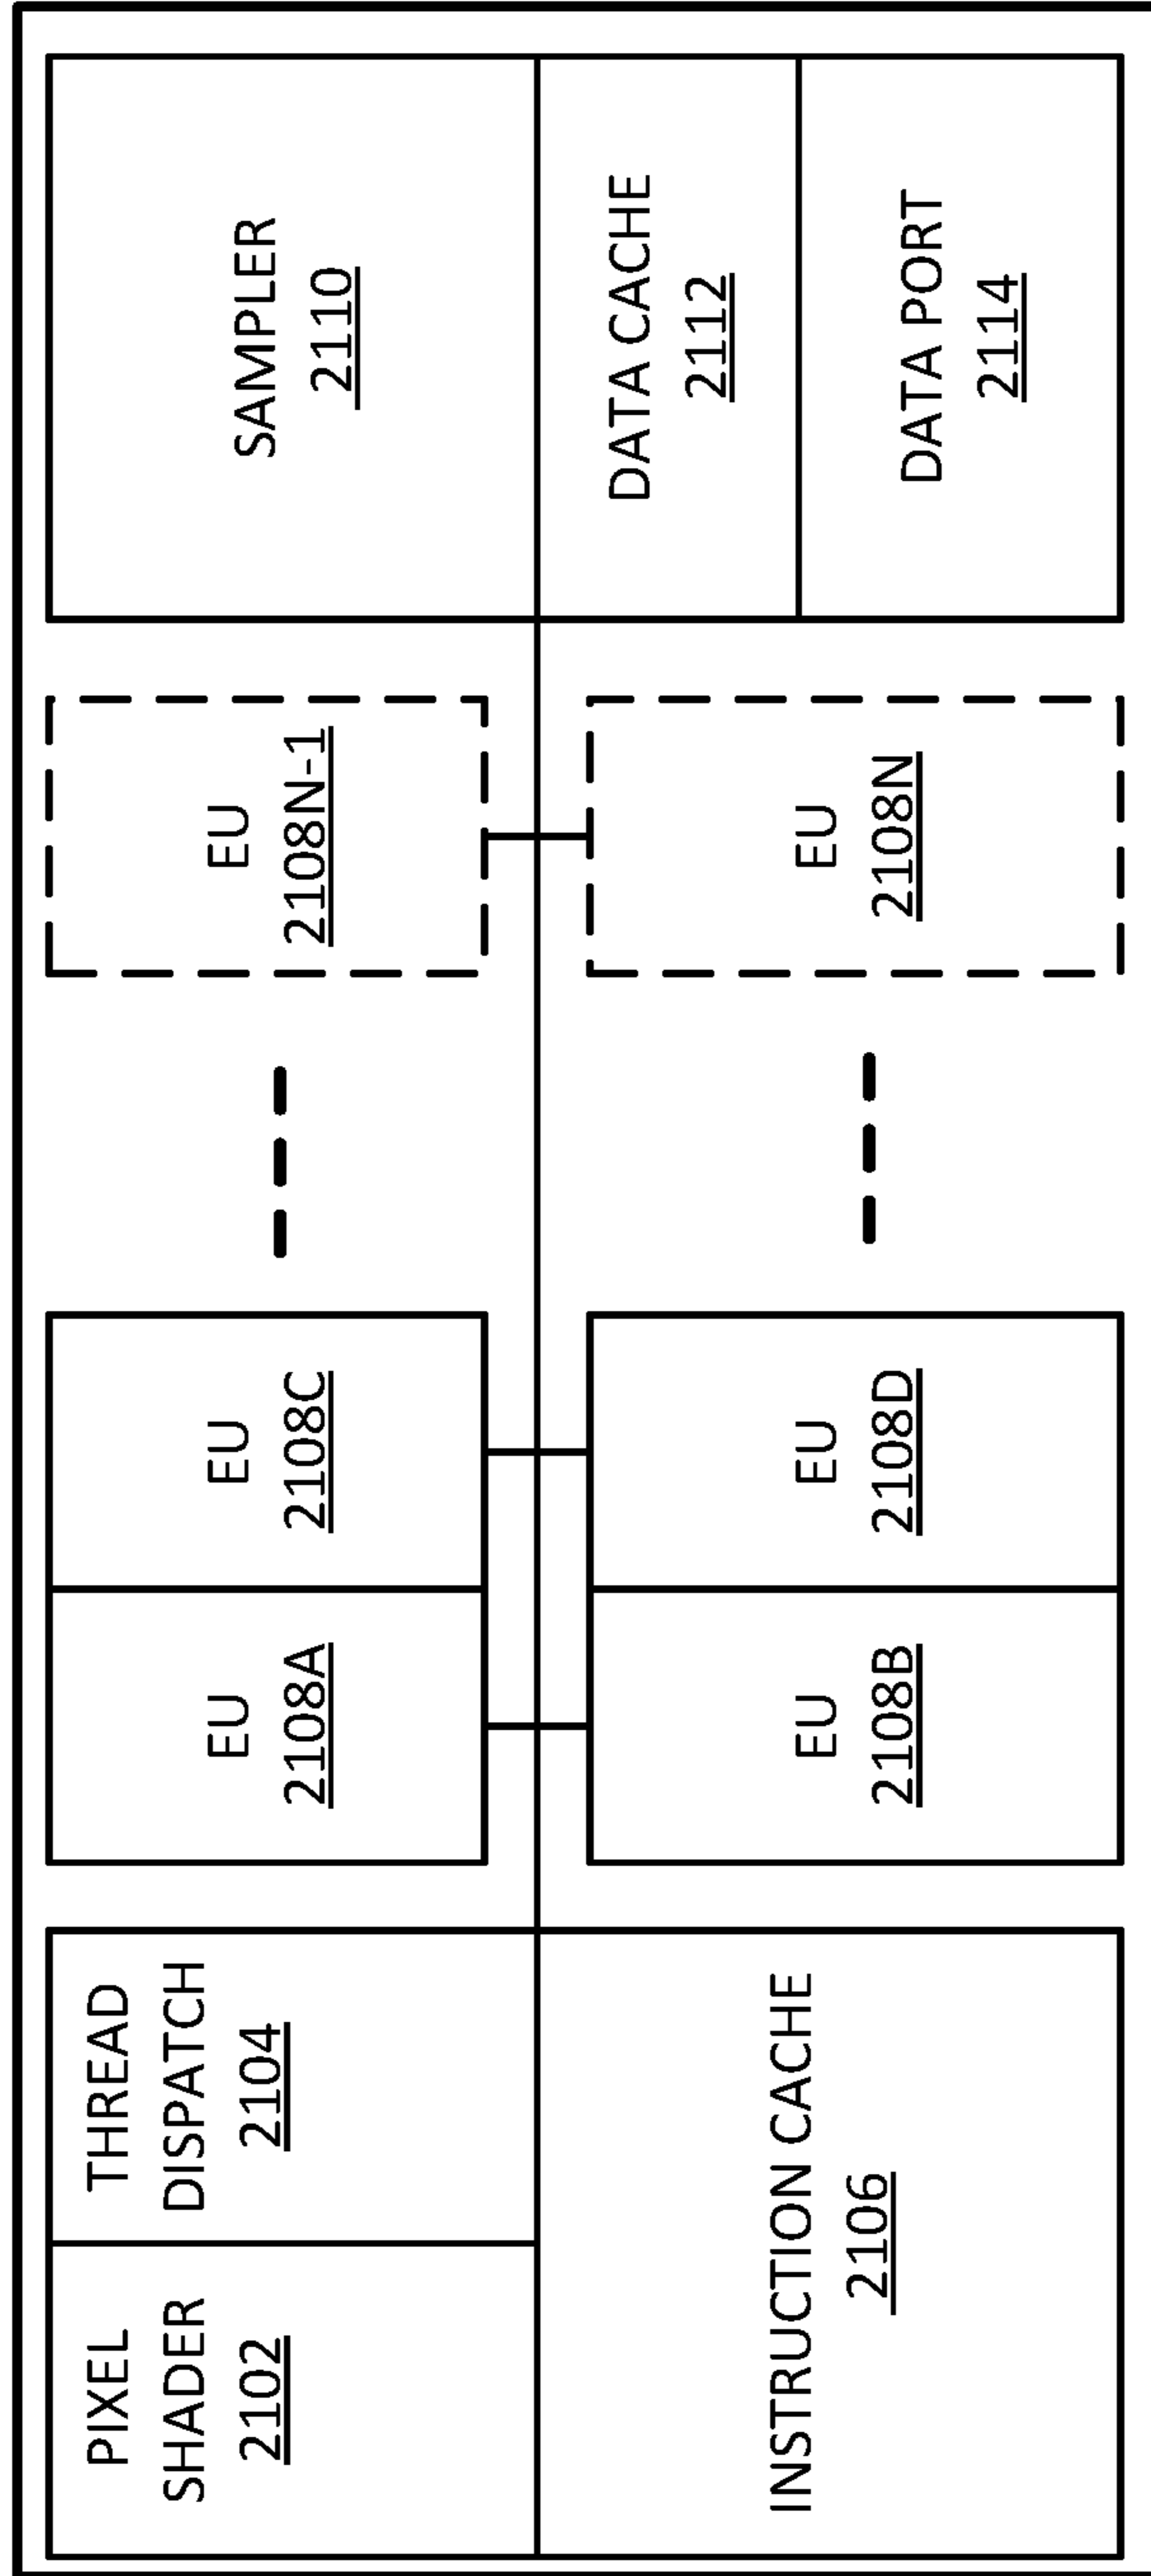 PIXEL
SHADER
2102
THREAD
DISPATCH
2104
INSTRUCTION CACHE
2106
EU
2108A
EU
2108C
EU
2108B
EU
2108D
EU
2108N-1
EU
2108N
SAMPLER
2110
DATA CACHE
2112
DATA PORT
2114